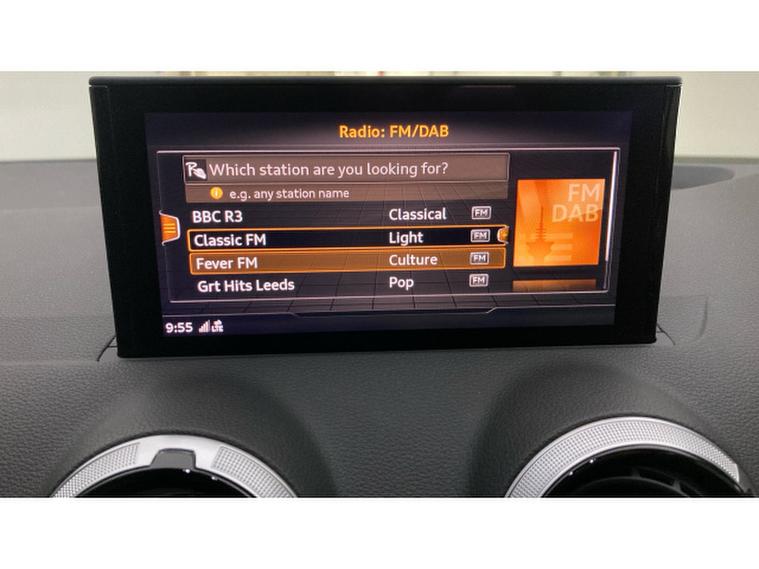 Radio: FM/DAB
Which station are you looking for?
e.g. any station name
BBC R3 Classical FM
Classic FM Light FM
Fever FM Culture FM
Grt Hits Leeds Pop FM
FM
DAB
9:55 LTE